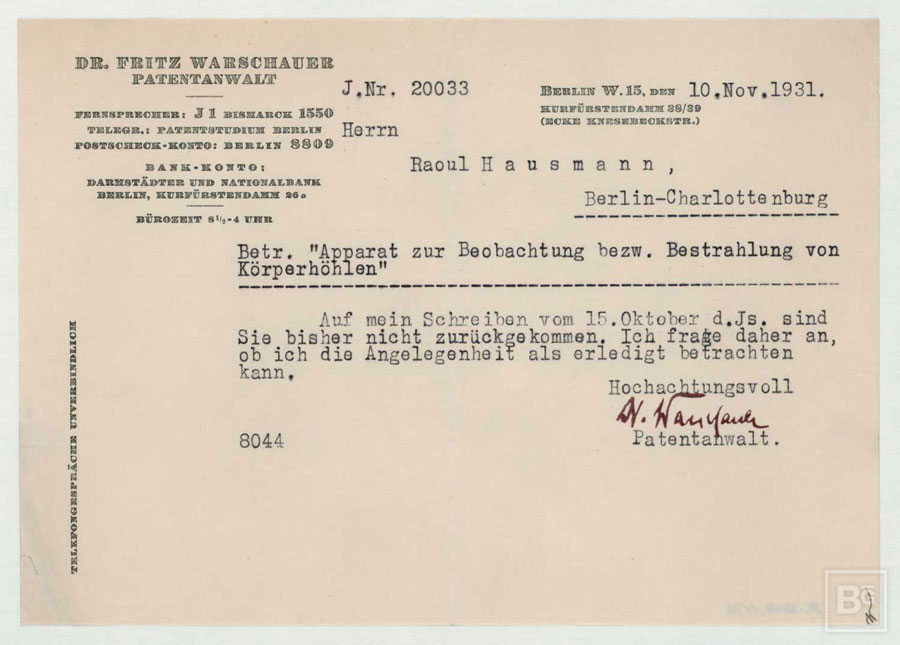 DR. FRITZ WARSCHAUER
PATENTANWALT
FERNSPRECHER: J1 BISMARCK 1550
TELEGR.: PATENTSTUDIUM BERLIN
POSTSCHECK-KONTO: BERLIN 8809
BANK-KONTO:
DARMSTÄDTER UND NATIONALBANK
BERLIN, KURFÜRSTENDAMM 26a
BÜROZEIT 8½-4 UHR
J.Nr. 20033
BERLIN W. 15, DEN 10.Nov.1931.
KURFÜRSTENDAMM 38/39
(ECKE KNESEBECKSTR.)
Herrn
Raoul H a u s m a n n ,
Berlin-Charlottenburg
Betr. "Apparat zur Beobachtung bezw. Bestrahlung von
Körperhöhlen"
Auf mein Schreiben vom 15.Oktober d.Js. sind
Sie bisher nicht zurückgekommen. Ich frage daher an,
ob ich die Angelegenheit als erledigt betrachten
kann.
Hochachtungsvoll
Dr. Warschauer
Patentanwalt.
8044
TELEFONGESPRÄCHE UNVERBINDLICH
BG